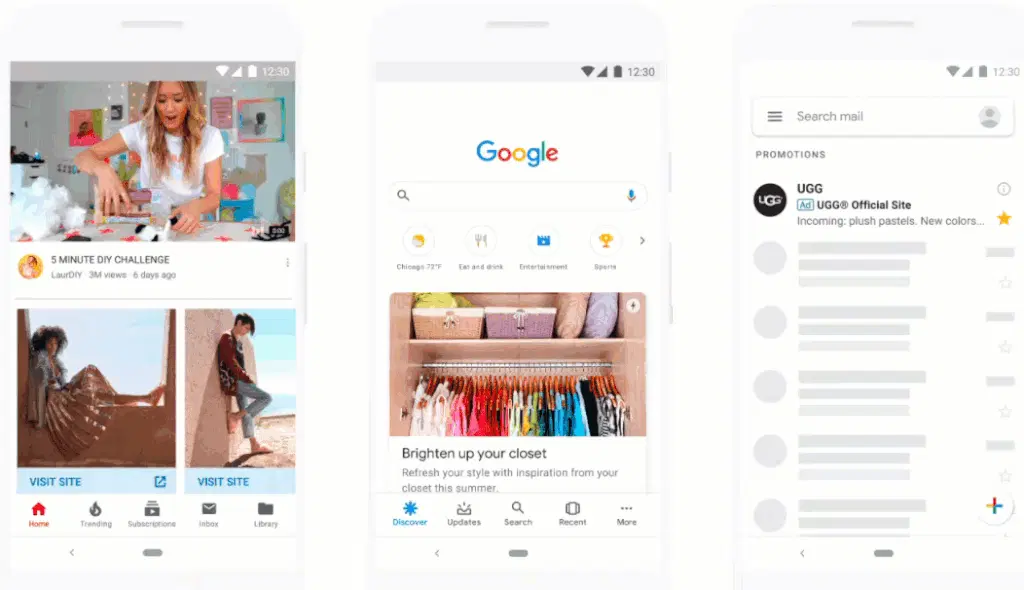 12:30
0:00
5 MINUTE DIY CHALLENGE
LaurDIY · 3M views · 6 days ago
VISIT SITE
VISIT SITE
Home
Trending
Subscriptions
Inbox
Library
12:30
Google
Chicago 72°F
Eat and drink
Entertainment
Sports
Brighten up your closet
Refresh your style with inspiration from your
closet this summer.
Discover
Updates
Search
Recent
More
12:30
Search mail
PROMOTIONS
UGG
UGG
Ad UGG® Official Site
Incoming: plush pastels. New colors...